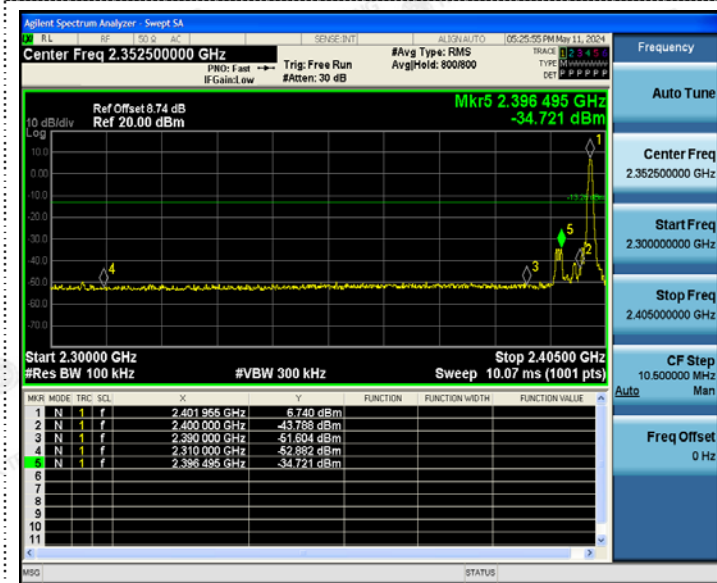 Agilent Spectrum Analyzer - Swept SA
RL RF 50 Ω AC SENSE:INT ALIGN AUTO 05:25:55 PM May 11, 2024
Center Freq 2.352500000 GHz
PNO: Fast
IFGain:Low
Trig: Free Run
#Atten: 30 dB
#Avg Type: RMS
Avg|Hold: 800/800
TRACE 1 2 3 4 5 6
TYPE M
DET P P P P P P
Ref Offset 8.74 dB
Ref 20.00 dBm
10 dB/div
Log
Mkr5 2.396 495 GHz
-34.721 dBm
10.0
0.00
-10.0
-20.0
-30.0
-40.0
-50.0
-60.0
-70.0
1
5
2
3
4
Start 2.30000 GHz
Stop 2.40500 GHz
#Res BW 100 kHz
#VBW 300 kHz
Sweep 10.07 ms (1001 pts)
MKR MODE TRC SCL X Y FUNCTION FUNCTION WIDTH FUNCTION VALUE
1 N 1 f 2.401 955 GHz 6.740 dBm
2 N 1 f 2.400 000 GHz -43.788 dBm
3 N 1 f 2.390 000 GHz -51.604 dBm
4 N 1 f 2.310 000 GHz -52.882 dBm
5 N 1 f 2.396 495 GHz -34.721 dBm
6
7
8
9
10
11
MSG
STATUS
Frequency
Auto Tune
Center Freq
2.352500000 GHz
Start Freq
2.300000000 GHz
Stop Freq
2.405000000 GHz
CF Step
10.500000 MHz
Auto Man
Freq Offset
0 Hz